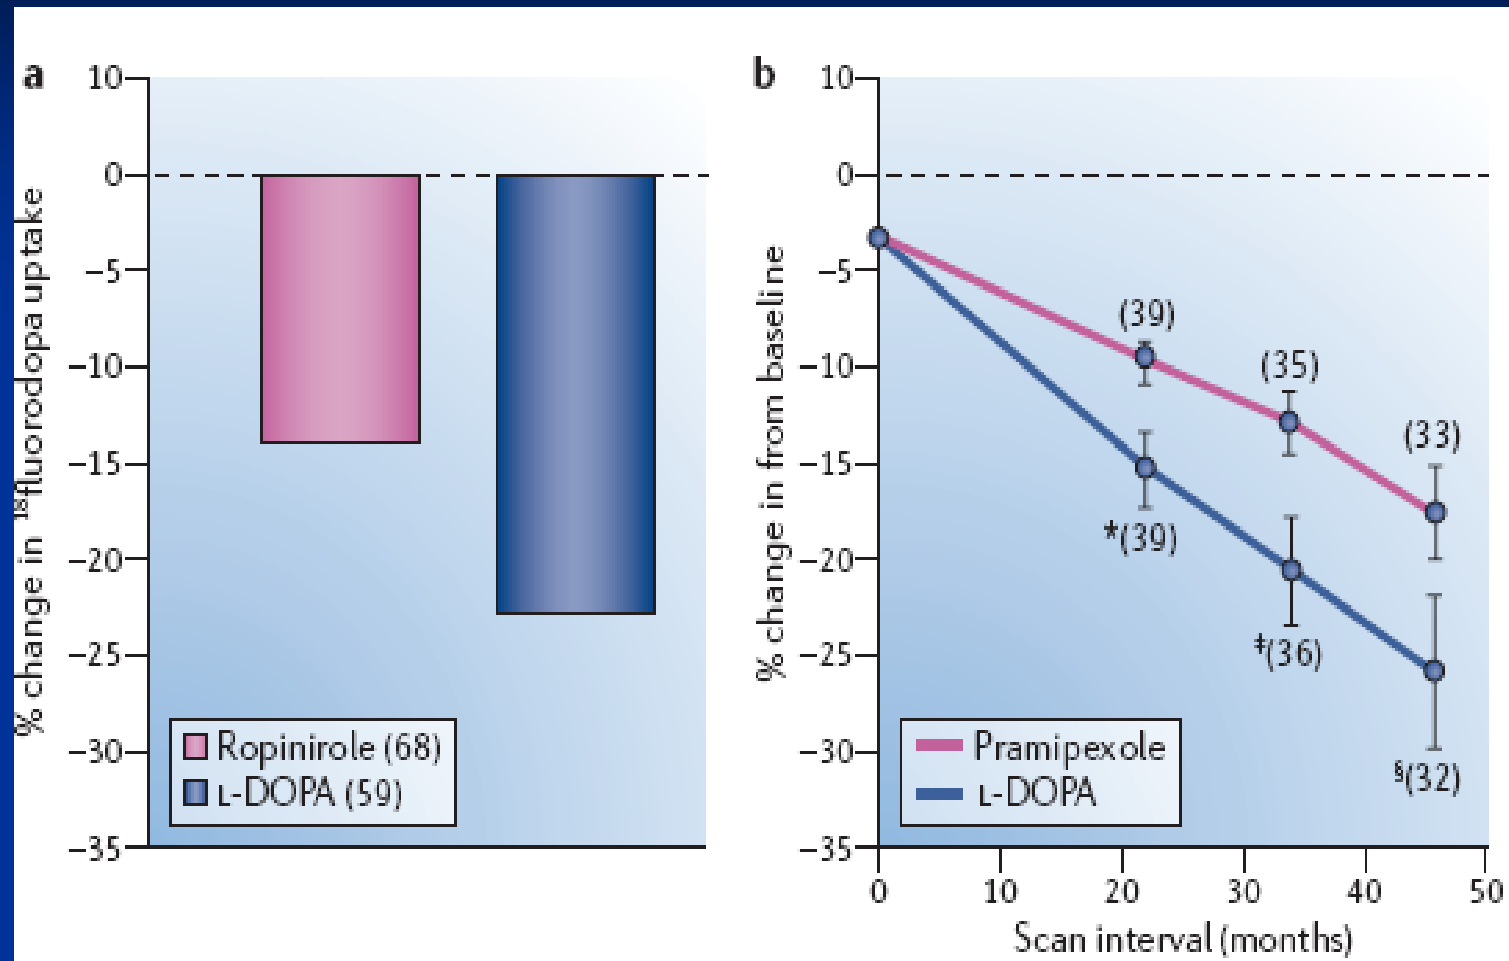 a
10
0
−5
−10
−15
−20
−25
−30
−35
% change in ¹⁸fluorodopa uptake
Ropinirole (68)
L-DOPA (59)
b
10
0
−5
−10
−15
−20
−25
−30
−35
% change in from baseline
(39)
(35)
(33)
*(39)
‡(36)
§(32)
Pramipexole
L-DOPA
0 10 20 30 40 50
Scan interval (months)